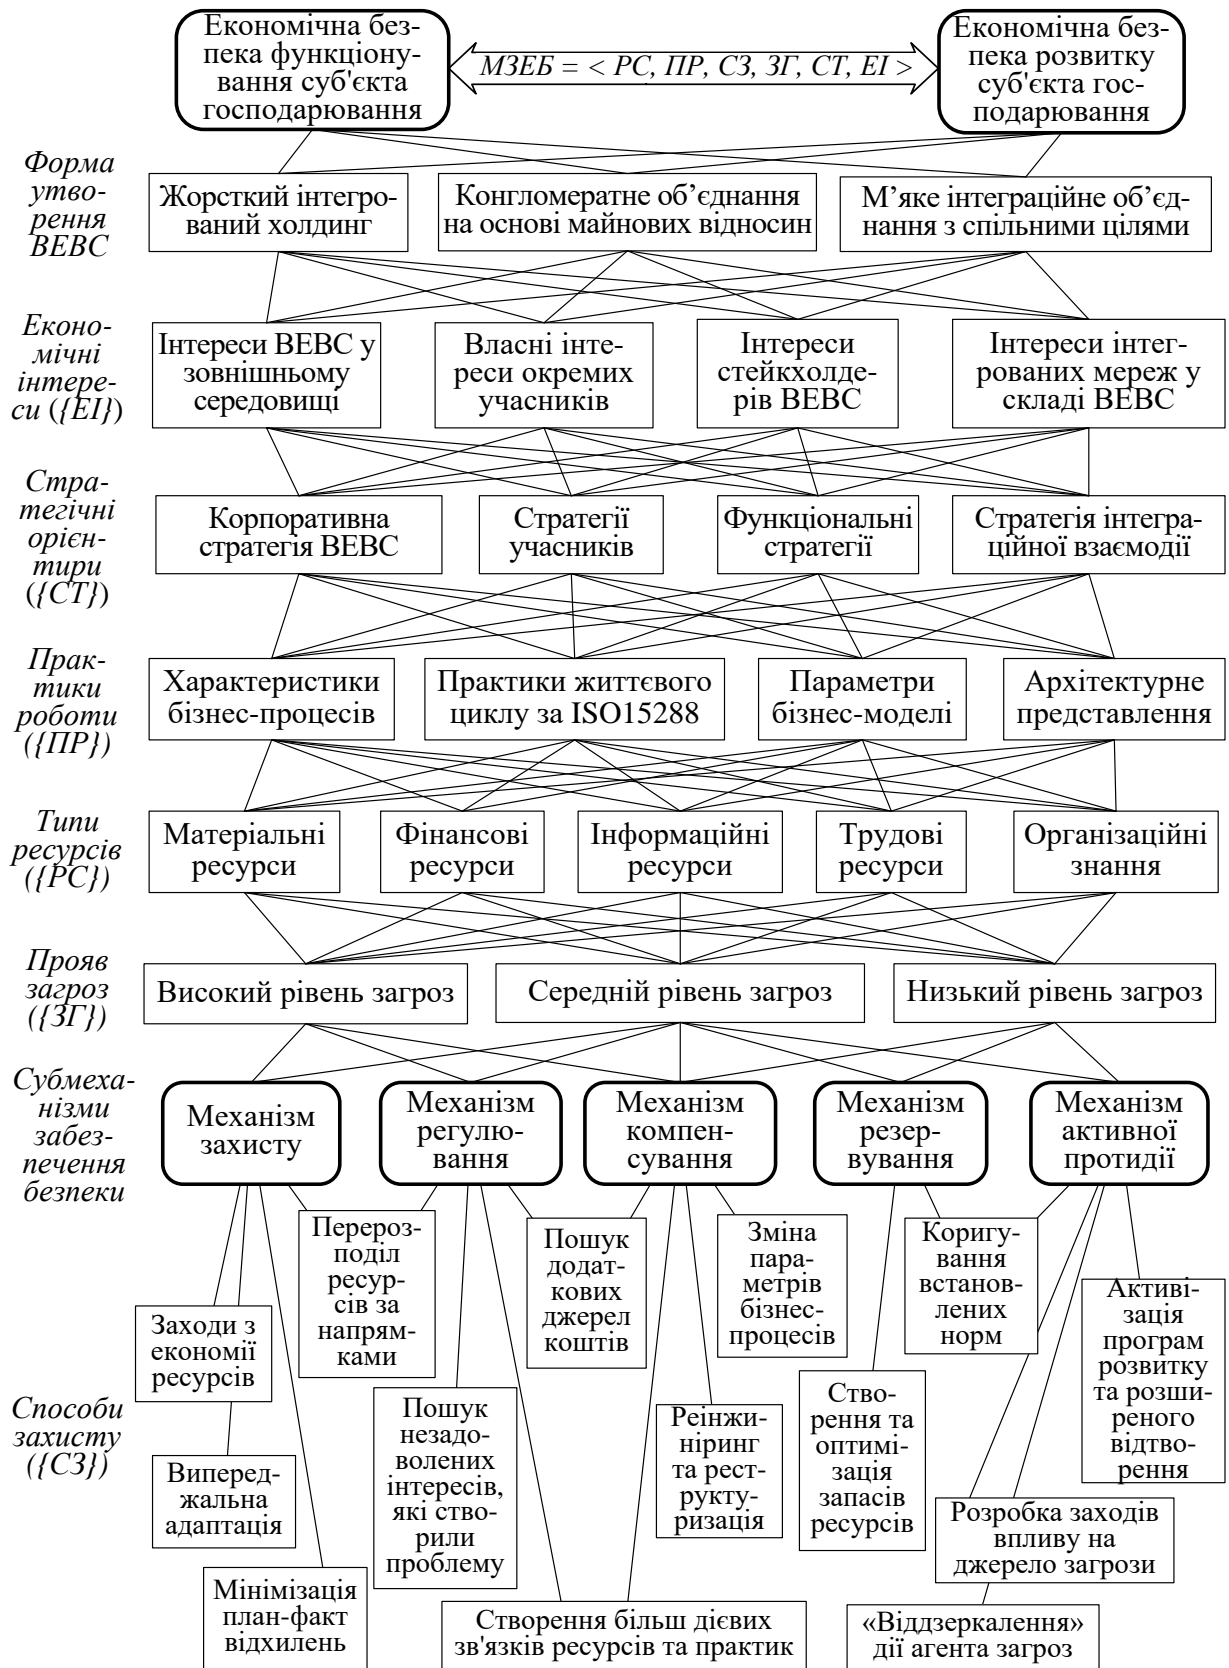 Економічна без-
пека функціону-
вання суб'єкта
господарювання
МЗЕБ = < РС, ПР, СЗ, ЗГ, СТ, ЕІ >
Економічна без-
пека розвитку
суб'єкта гос-
подарювання
Форма
утво-
рення
ВЕВС
Жорсткий інтегро-
ваний холдинг
Конгломератне об’єднання
на основі майнових відносин
М’яке інтеграційне об’єд-
нання з спільними цілями
Еконо-
мічні
інтере-
си ({ЕІ})
Інтереси ВЕВС у
зовнішньому
середовищі
Власні інте-
реси окремих
учасників
Інтереси
стейкхолде-
рів ВЕВС
Інтереси інтег-
рованих мереж у
складі ВЕВС
Стра-
тегічні
орієн-
тири
({СТ})
Корпоративна
стратегія ВЕВС
Стратегії
учасників
Функціональні
стратегії
Стратегія інтегра-
ційної взаємодії
Прак-
тики
роботи
({ПР})
Характеристики
бізнес-процесів
Практики життєвого
циклу за ISO15288
Параметри
бізнес-моделі
Архітектурне
представлення
Типи
ресурсів
({РС})
Матеріальні
ресурси
Фінансові
ресурси
Інформаційні
ресурси
Трудові
ресурси
Організаційні
знання
Прояв
загроз
({ЗГ})
Високий рівень загроз
Середній рівень загроз
Низький рівень загроз
Субмеха-
нізми
забез-
печення
безпеки
Механізм
захисту
Механізм
регулю-
вання
Механізм
компен-
сування
Механізм
резер-
вування
Механізм
активної
протидії
Способи
захисту
({СЗ})
Заходи з
економії
ресурсів
Перероз-
поділ
ресур-
сів за
напрям-
ками
Пошук
додат-
кових
джерел
коштів
Зміна
пара-
метрів
бізнес-
процесів
Коригу-
вання
встанов-
лених
норм
Активі-
зація
програм
розвитку
та розши-
реного
відтво-
рення
Виперед-
жальна
адаптація
Пошук
незадо-
волених
інтересів,
які ство-
рили
проблему
Реінжи-
ніринг
та рест-
рукту-
ризація
Ство-
рення та
оптимі-
зація
запасів
ресурсів
Розробка заходів
впливу на
джерело загрози
Мінімізація
план-факт
відхилень
Створення більш дієвих
зв'язків ресурсів та практик
«Віддзеркалення»
дії агента загроз